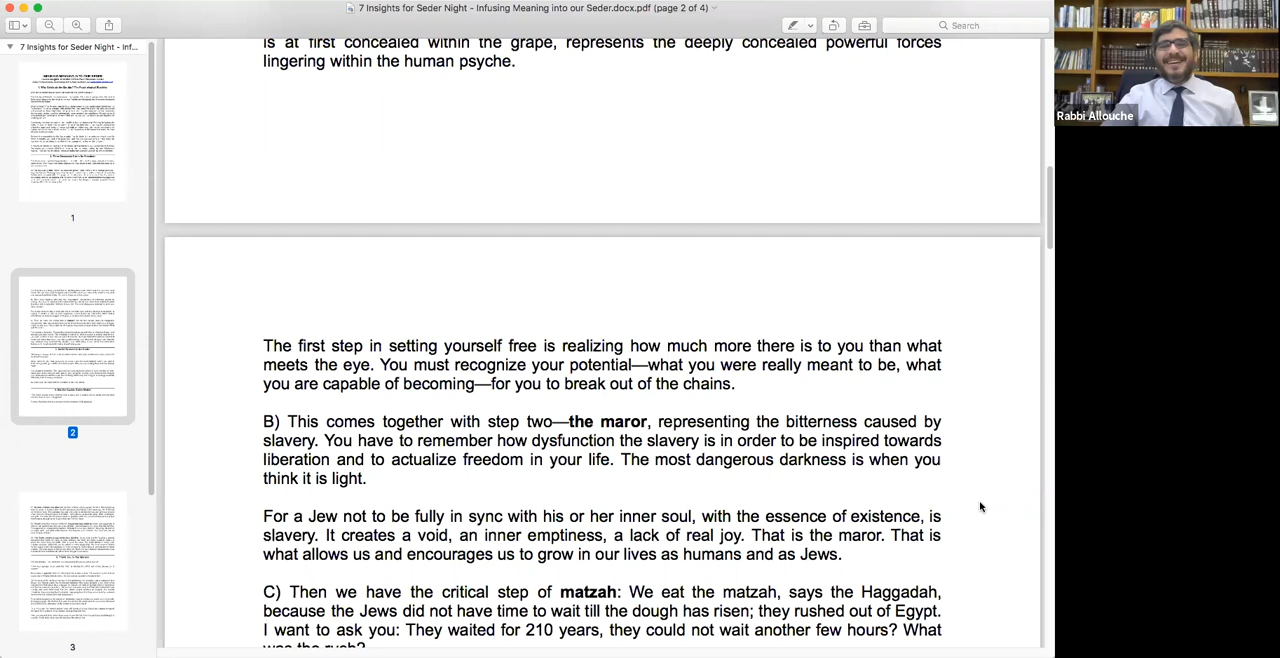 7 Insights for Seder Night - Infusing Meaning into our Seder.docx.pdf (page 2 of 4)
Search
7 Insights for Seder Night - Inf...
1
2
3
is at first concealed within the grape, represents the deeply concealed powerful forces
lingering within the human psyche.
The first step in setting yourself free is realizing how much more there is to you than what
meets the eye. You must recognize your potential—what you were really meant to be, what
you are capable of becoming—for you to break out of the chains.
B) This comes together with step two—the maror, representing the bitterness caused by
slavery. You have to remember how dysfunction the slavery is in order to be inspired towards
liberation and to actualize freedom in your life. The most dangerous darkness is when you
think it is light.
For a Jew not to be fully in sync with his or her inner soul, with the essence of existence, is
slavery. It creates a void, an inner emptiness, a lack of real joy. That is the maror. That is
what allows us and encourages us to grow in our lives as humans and as Jews.
C) Then we have the critical step of matzah: We eat the matzah, says the Haggadah,
because the Jews did not have time to wait till the dough has risen; they rushed out of Egypt.
I want to ask you: They waited for 210 years, they could not wait another few hours? What
was the rush?
Rabbi Allouche